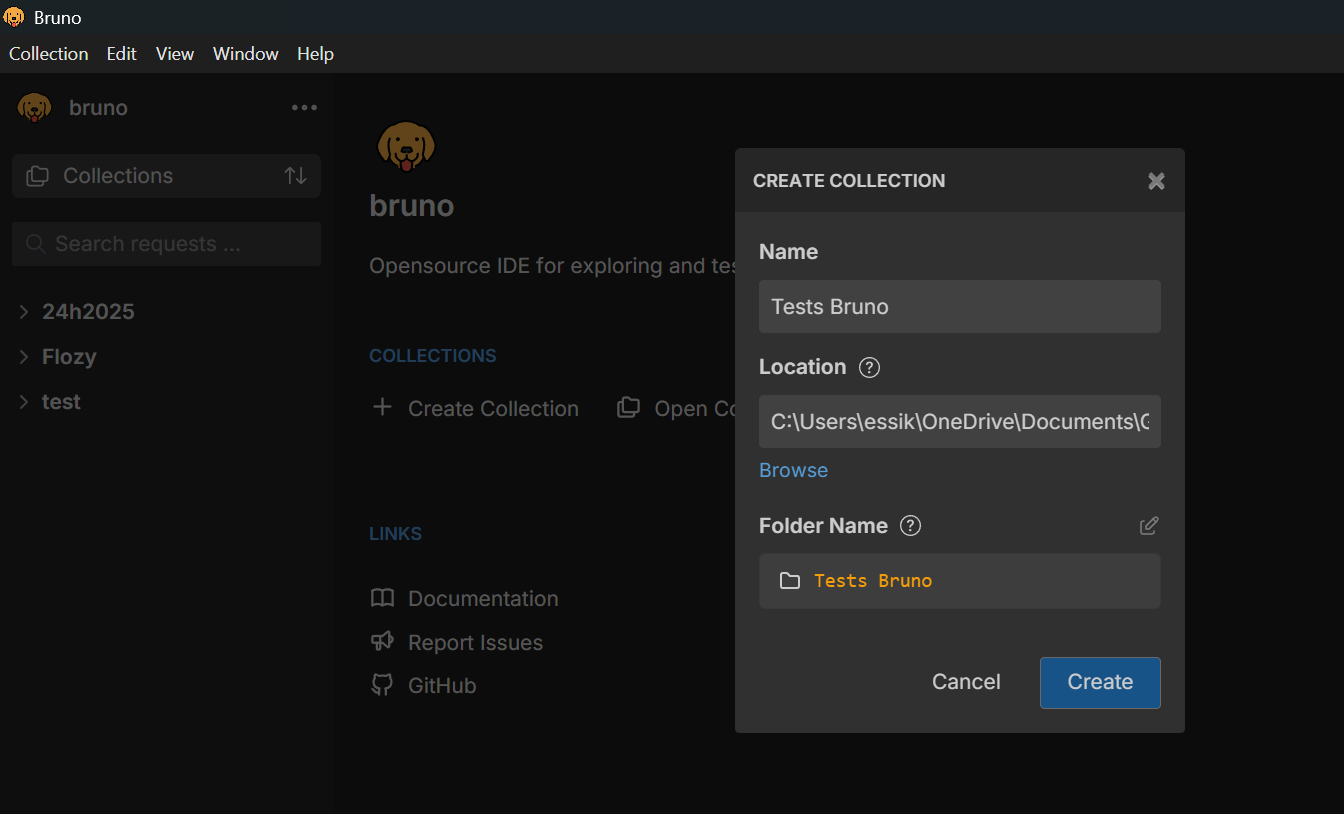 Bruno
Collection Edit View Window Help
bruno
Collections
Search requests ...
24h2025
Flozy
test
bruno
Opensource IDE for exploring and tes
COLLECTIONS
Create Collection Open Co
LINKS
Documentation
Report Issues
GitHub
CREATE COLLECTION
Name
Tests Bruno
Location
C:\Users\essik\OneDrive\Documents\
Browse
Folder Name
Tests Bruno
Cancel Create